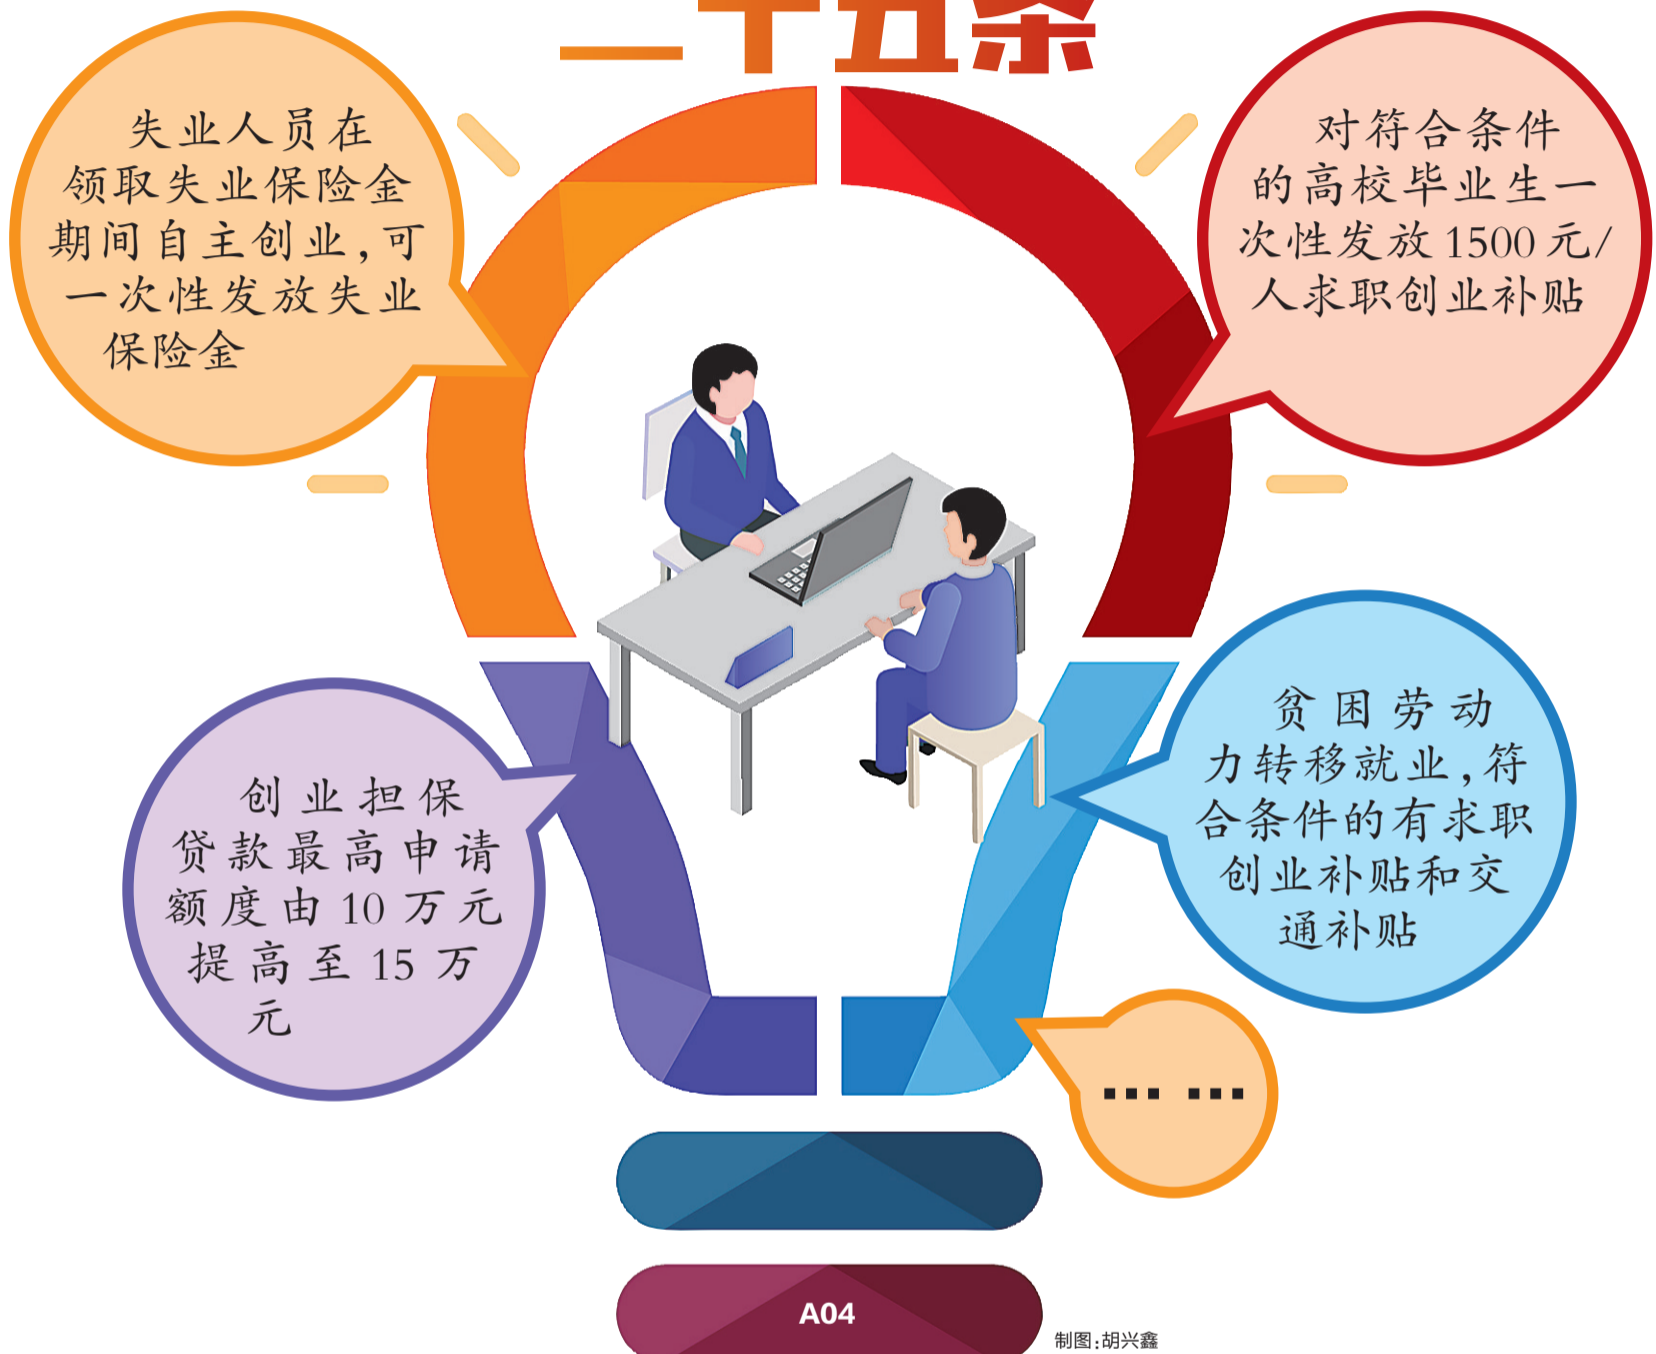 二十五条
失业人员在
领取失业保险金
期间自主创业,可
一次性发放失业
保险金
对符合条件
的高校毕业生一
次性发放1500元/
人求职创业补贴
创业担保
贷款最高申请
额度由10万元
提高至15万
元
贫困劳动
力转移就业,符
合条件的有求职
创业补贴和交
通补贴
……
A04
制图:胡兴鑫